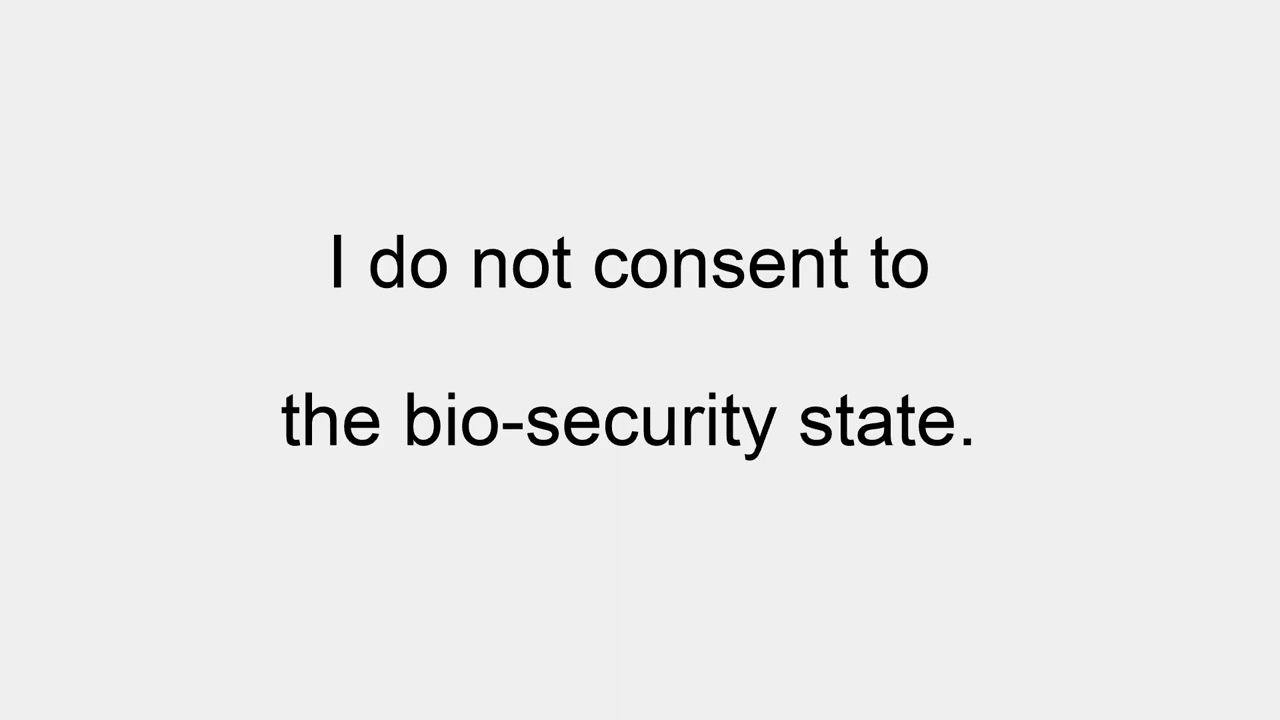 I do not consent to
the bio-security state.